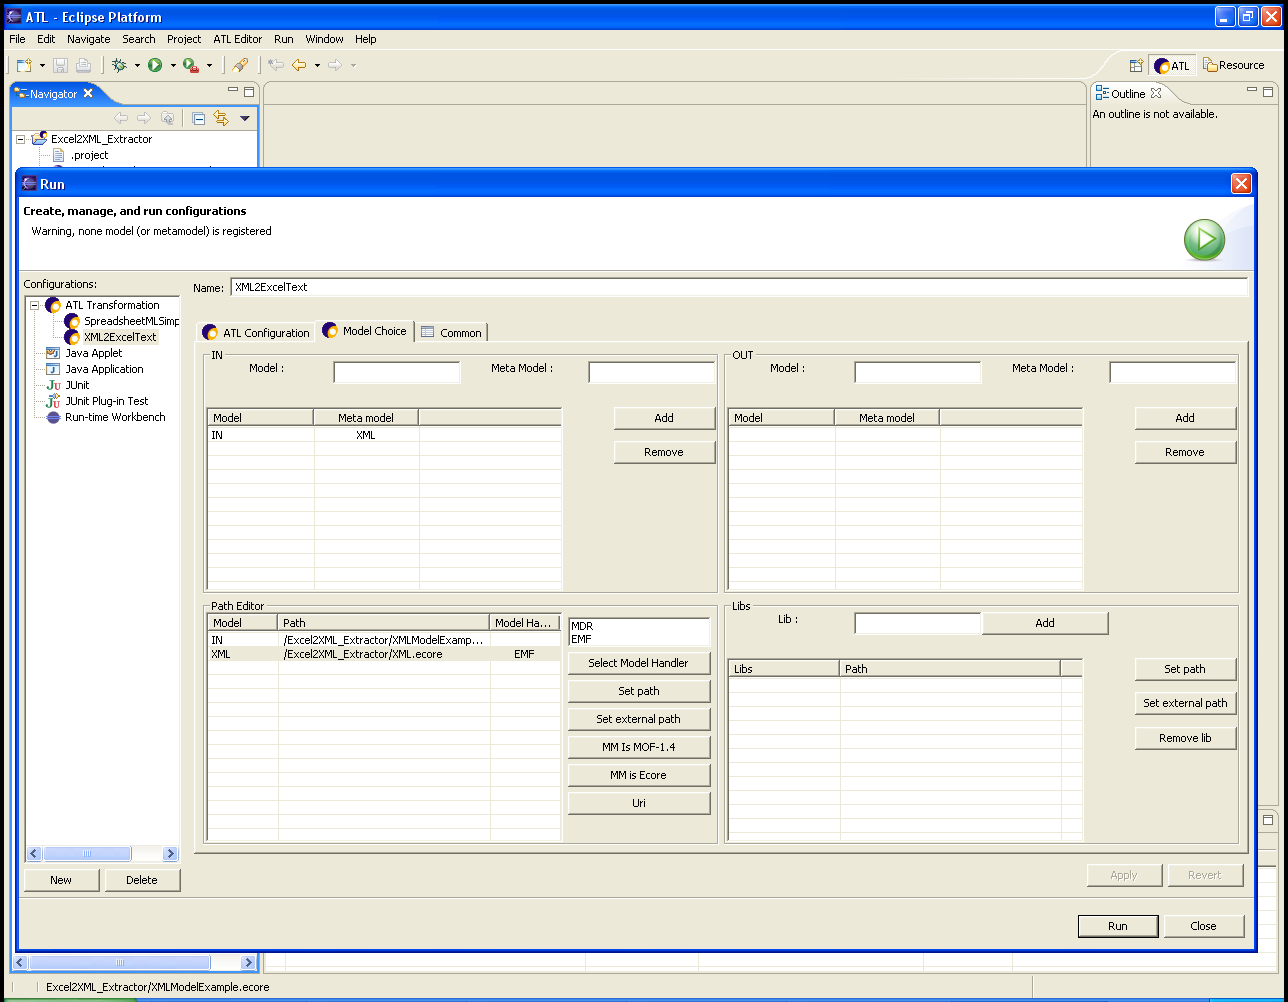 ATL - Eclipse Platform
File Edit Navigate Search Project ATL Editor Run Window Help
ATL Resource
Navigator
Outline
An outline is not available.
Excel2XML_Extractor
.project
Run
Create, manage, and run configurations
Warning, none model (or metamodel) is registered
Configurations:
ATL Transformation
SpreadsheetMLSimp
XML2ExcelText
Java Applet
Java Application
JUnit
JUnit Plug-in Test
Run-time Workbench
New Delete
Name: XML2ExcelText
ATL Configuration Model Choice Common
IN
Model : Meta Model :
Model Meta model
IN XML
Add
Remove
OUT
Model : Meta Model :
Model Meta model
Add
Remove
Path Editor
Model Path Model Ha...
IN /Excel2XML_Extractor/XMLModelExamp...
XML /Excel2XML_Extractor/XML.ecore EMF
MDR
EMF
Select Model Handler
Set path
Set external path
MM Is MOF-1.4
MM is Ecore
Uri
Libs
Lib : Add
Libs Path
Set path
Set external path
Remove lib
Apply Revert
Run Close
Excel2XML_Extractor/XMLModelExample.ecore